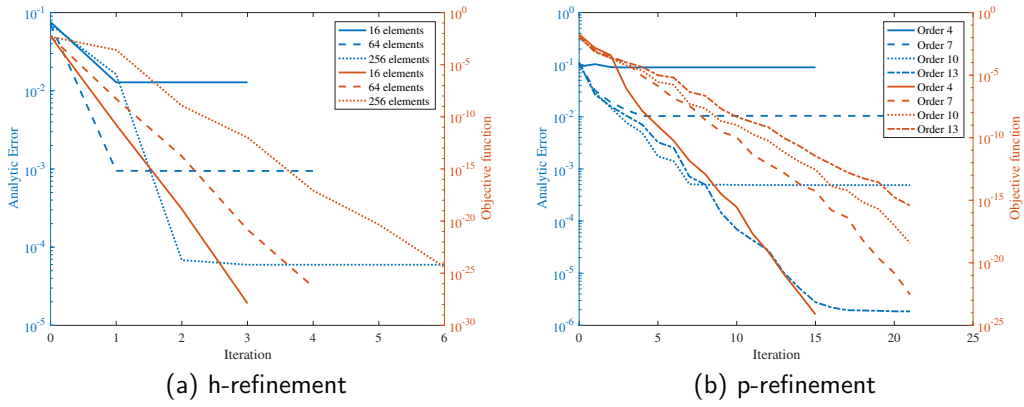 10^-1
10^-2
10^-3
10^-4
10^-5
Analytic Error
0
1
2
3
4
5
6
Iteration
10^0
10^-5
10^-10
10^-15
10^-20
10^-25
10^-30
Objective function
16 elements
64 elements
256 elements
16 elements
64 elements
256 elements
(a) h-refinement
10^0
10^-1
10^-2
10^-3
10^-4
10^-5
10^-6
Analytic Error
0
5
10
15
20
25
Iteration
10^0
10^-5
10^-10
10^-15
10^-20
10^-25
Objective function
Order 4
Order 7
Order 10
Order 13
Order 4
Order 7
Order 10
Order 13
(b) p-refinement